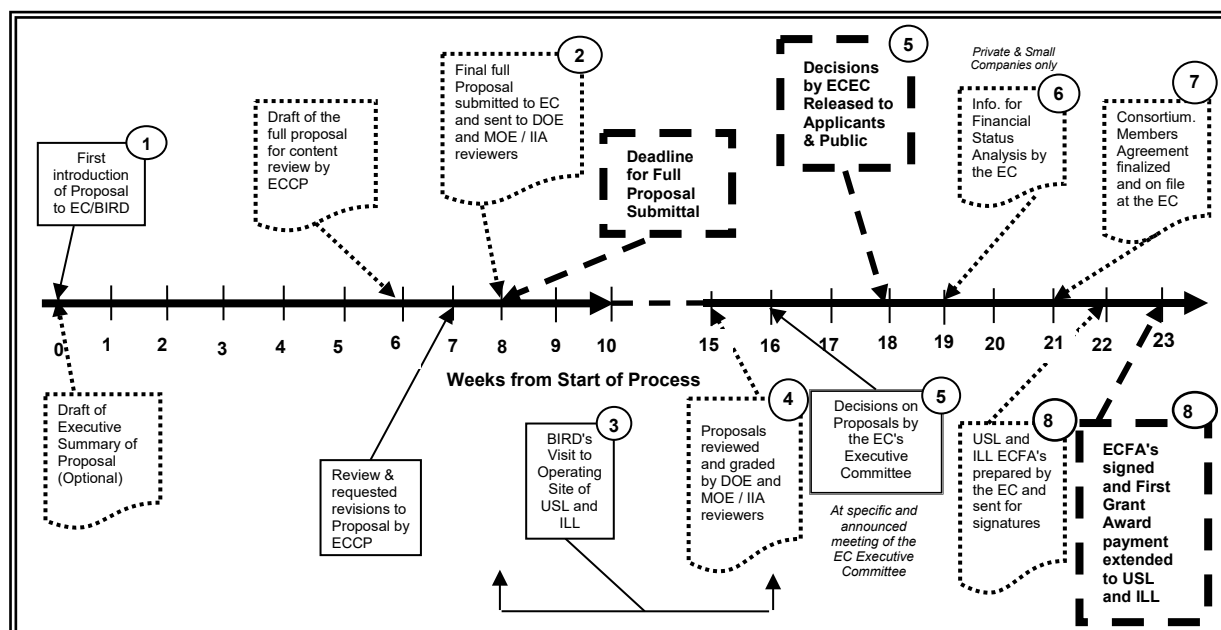 1
First
introduction
of Proposal
to EC/BIRD
Draft of the
full proposal
for content
review by
ECCP
2
Final full
Proposal
submitted to EC
and sent to DOE
and MOE / IIA
reviewers
Deadline
for Full
Proposal
Submittal
5
Decisions
by ECEC
Released to
Applicants
& Public
Private & Small
Companies only
6
Info. for
Financial
Status
Analysis by
the EC
7
Consortium.
Members
Agreement
finalized
and on file
at the EC
0 1 2 3 4 5 6 7 8 9 10 15 16 17 18 19 20 21 22 23
Weeks from Start of Process
Draft of
Executive
Summary of
Proposal
(Optional)
Review &
requested
revisions to
Proposal by
ECCP
3
BIRD's
Visit to
Operating
Site of
USL and
ILL
4
Proposals
reviewed
and graded
by DOE and
MOE / IIA
reviewers
5
Decisions on
Proposals by
the EC's
Executive
Committee
At specific and
announced
meeting of the
EC Executive
Committee
8
USL and
ILL ECFA's
prepared by
the EC and
sent for
signatures
8
ECFA's
signed
and First
Grant
Award
payment
extended
to USL
and ILL